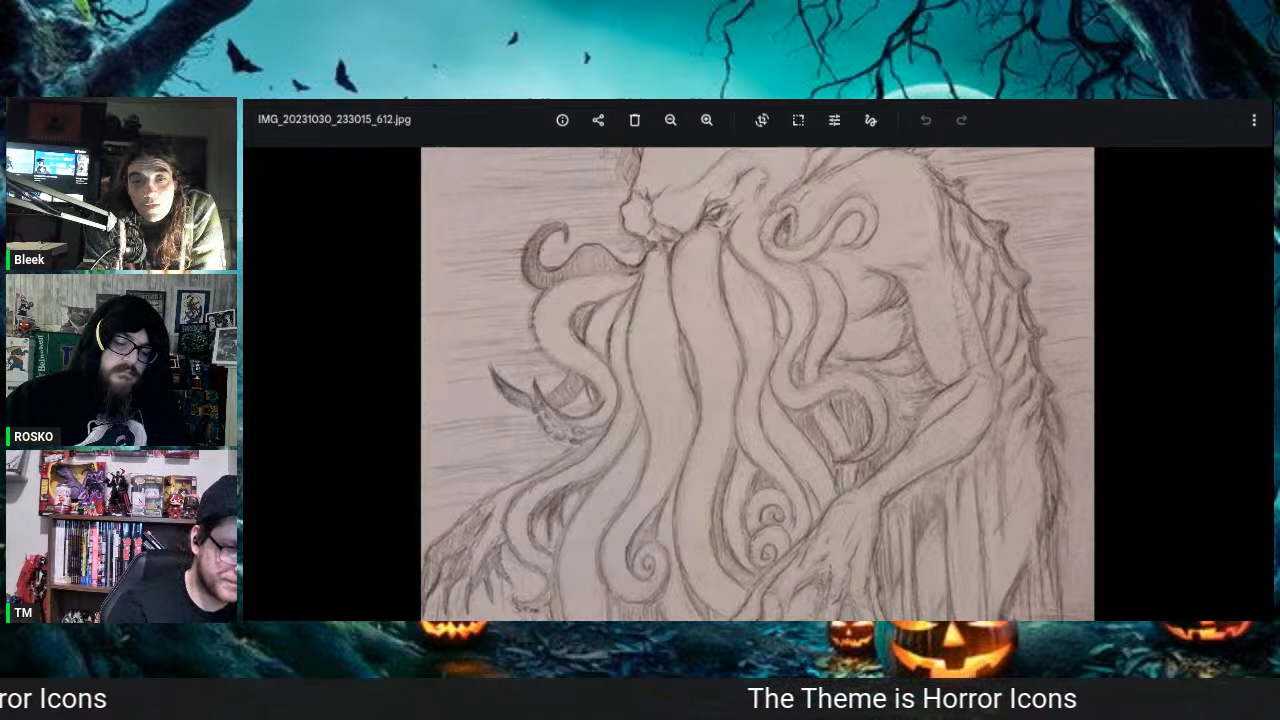 IMG_20231030_233015_612.jpg
Bleek
ROSKO
TM
ror Icons
The Theme is Horror Icons